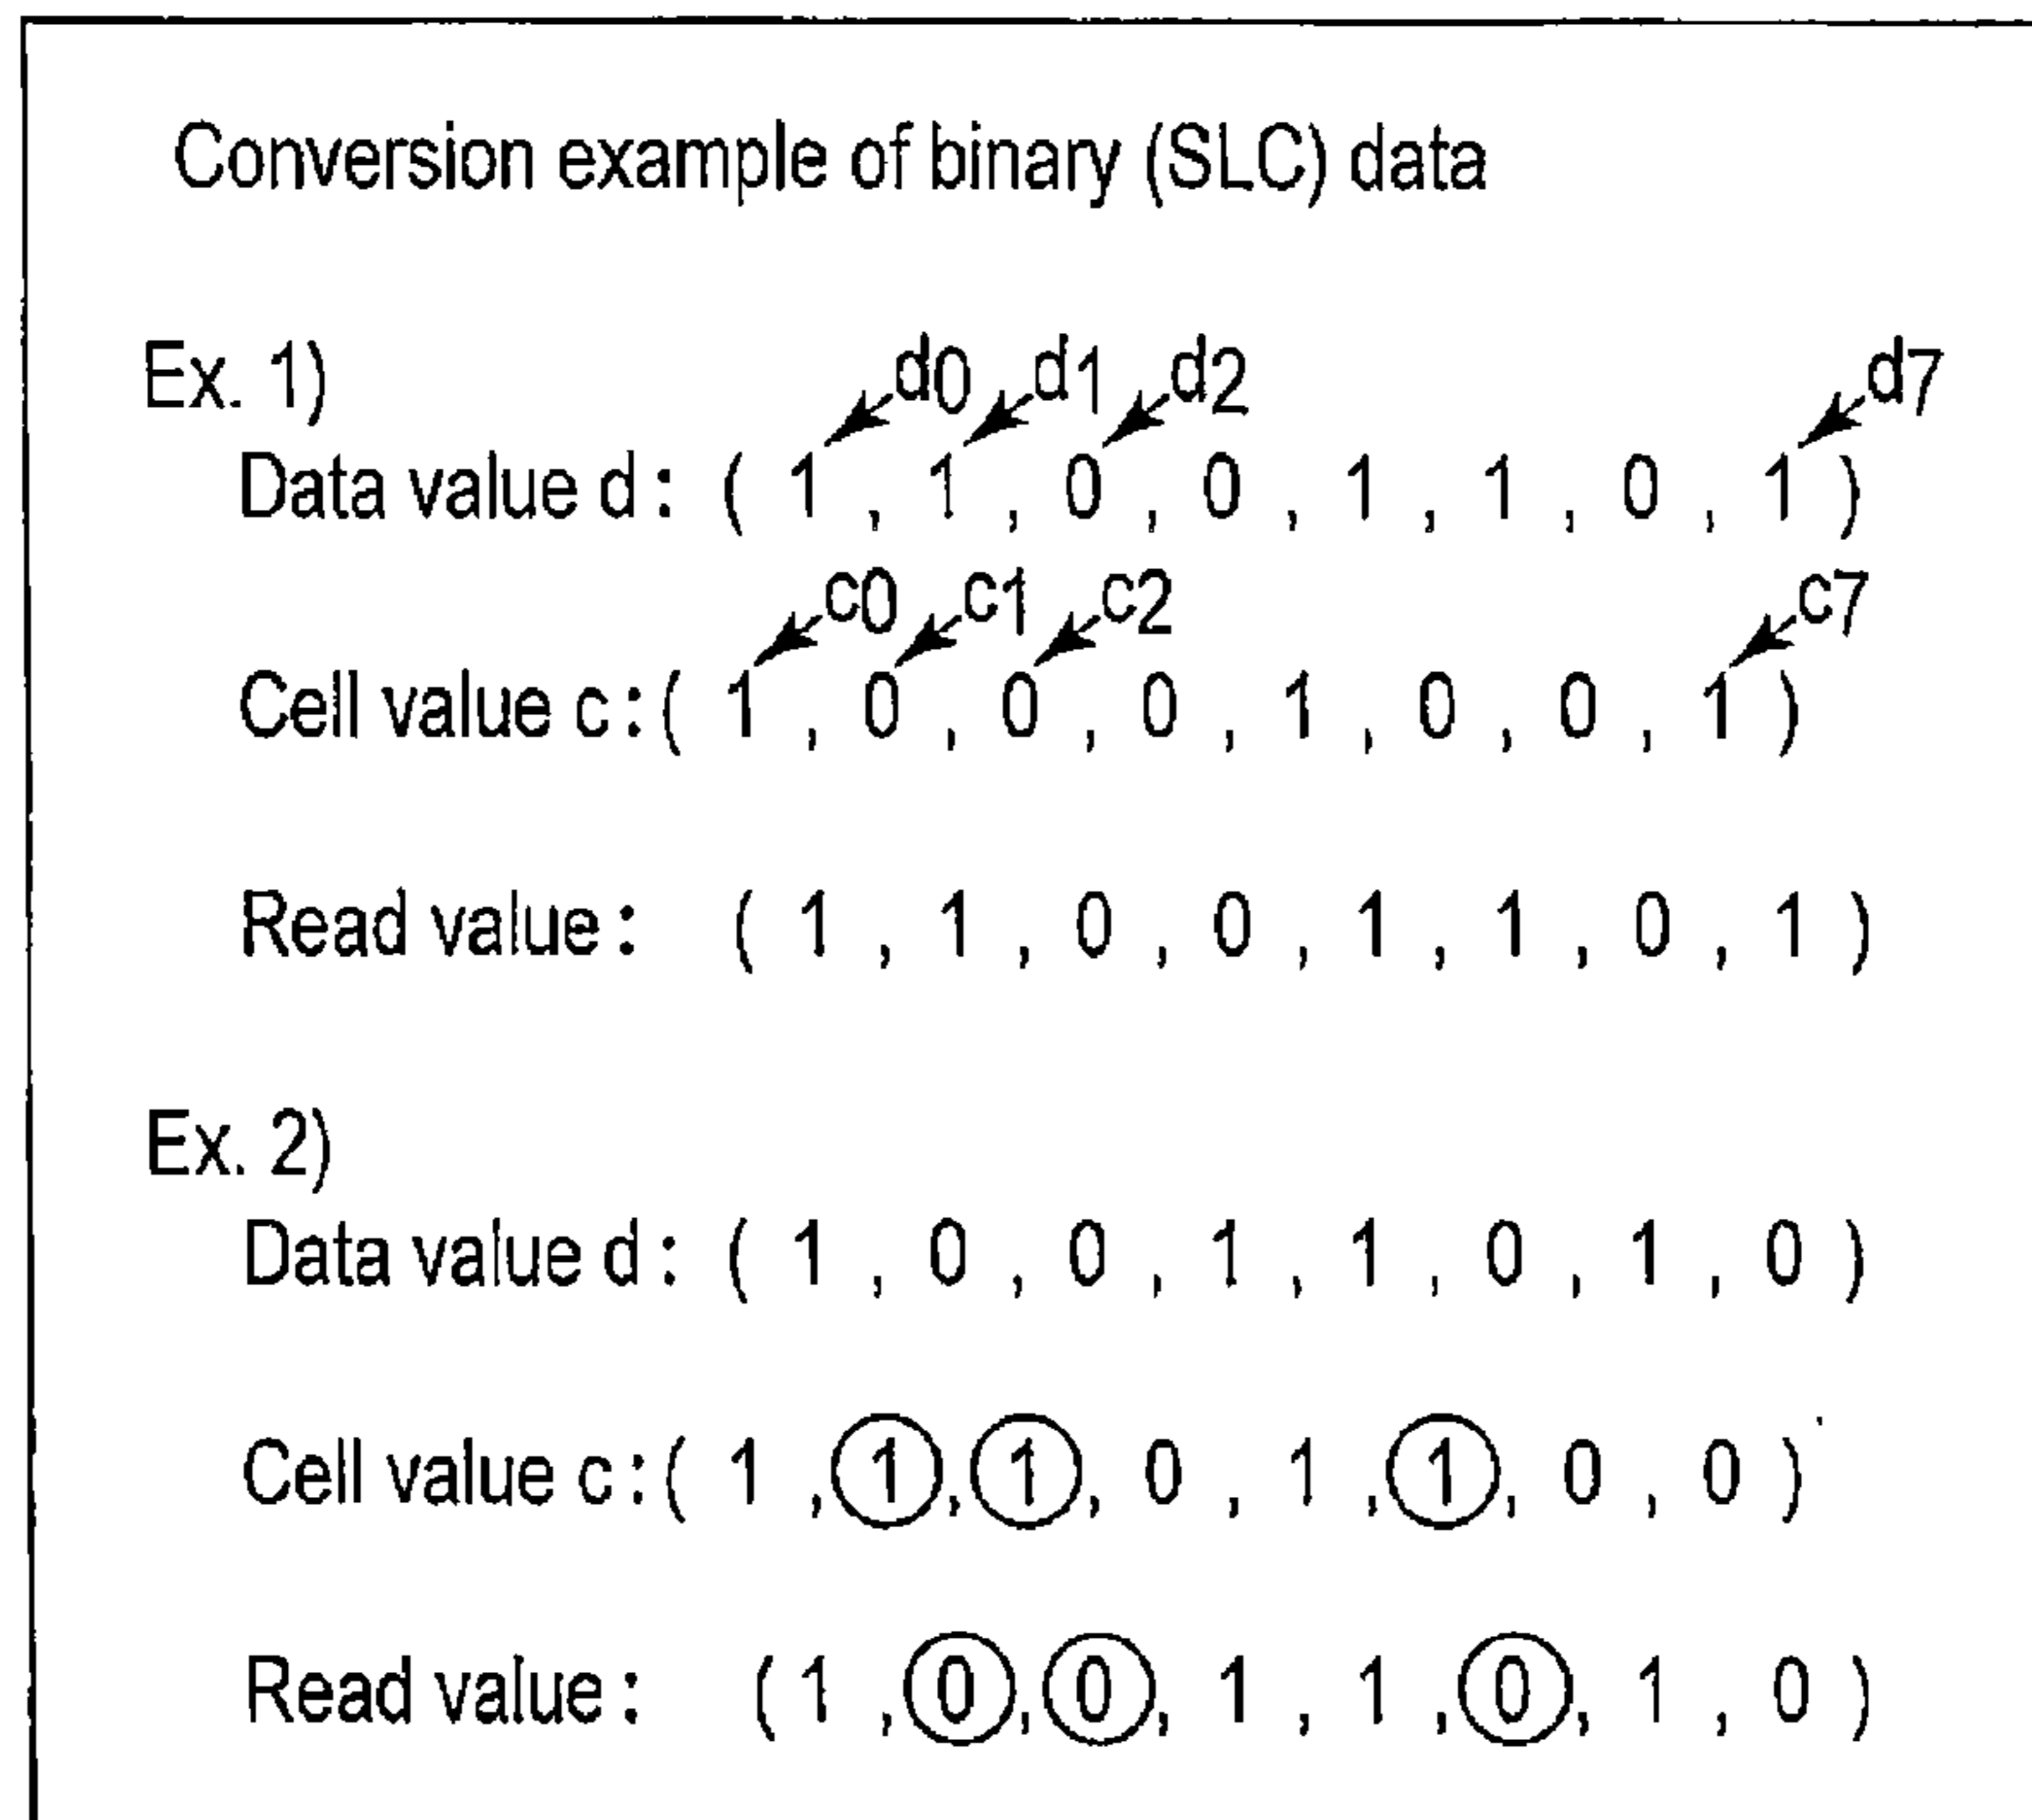 Conversion example of binary (SLC) data
Ex. 1)
d0 d1 d2 d7
Data value d : ( 1 , 1 , 0 , 0 , 1 , 1 , 0 , 1 )
c0 c1 c2 c7
Cell value c : ( 1 , 0 , 0 , 0 , 1 , 0 , 0 , 1 )
Read value : ( 1 , 1 , 0 , 0 , 1 , 1 , 0 , 1 )
Ex. 2)
Data value d : ( 1 , 0 , 0 , 1 , 1 , 0 , 1 , 0 )
Cell value c : ( 1 , 1 , 1 , 0 , 1 , 1 , 0 , 0 )
Read value : ( 1 , 0 , 0 , 1 , 1 , 0 , 1 , 0 )